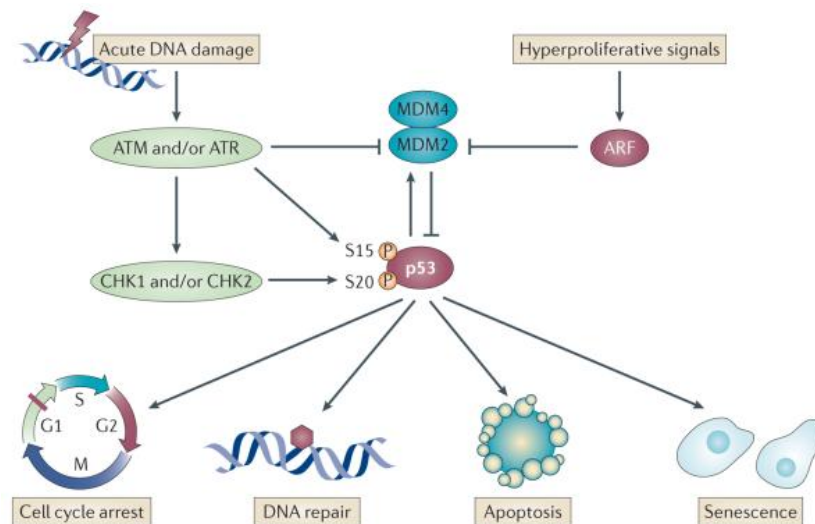 Acute DNA damage
Hyperproliferative signals
MDM4
MDM2
ATM and/or ATR
ARF
S15 P
p53
S20 P
CHK1 and/or CHK2
S
G1
G2
M
Cell cycle arrest
DNA repair
Apoptosis
Senescence